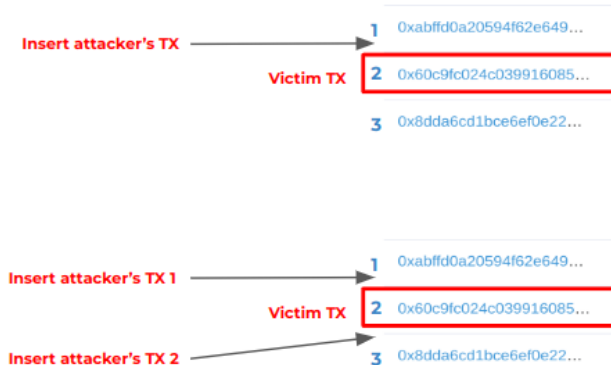 1 0xabffd0a20594f62e649...
Insert attacker's TX
Victim TX 2 0x60c9fc024c039916085...
3 0x8dda6cd1bce6ef0e22...
1 0xabffd0a20594f62e649...
Insert attacker's TX 1
Victim TX 2 0x60c9fc024c039916085...
Insert attacker's TX 2 3 0x8dda6cd1bce6ef0e22...